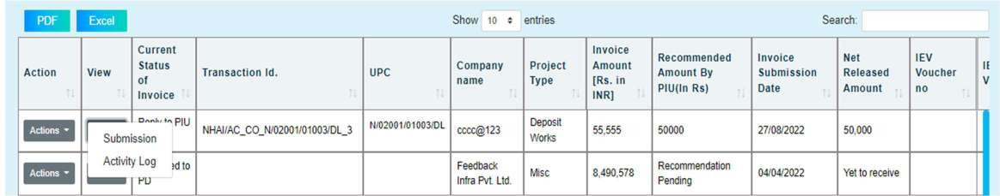 PDF Excel Show 10 entries Search:
Action View Current Status of Invoice Transaction Id. UPC Company name Project Type Invoice Amount [Rs. in INR] Recommended Amount By PIU(In Rs) Invoice Submission Date Net Released Amount IEV Voucher no
Actions Reply to PIU NHAI/AC_CO_N/02001/01003/DL_3 N/02001/01003/DL cccc@123 Deposit Works 55,555 50000 27/08/2022 50,000
Submission
Activity Log
Actions ed to PD Feedback Infra Pvt. Ltd. Misc 8,490,578 Recommendation Pending 04/04/2022 Yet to receive